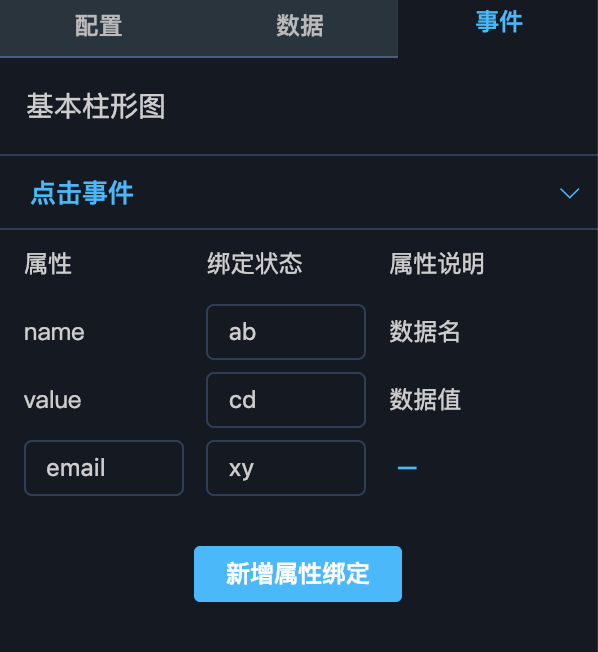 配置 数据 事件
基本柱形图
点击事件
属性 绑定状态 属性说明
name ab 数据名
value cd 数据值
email xy
新增属性绑定